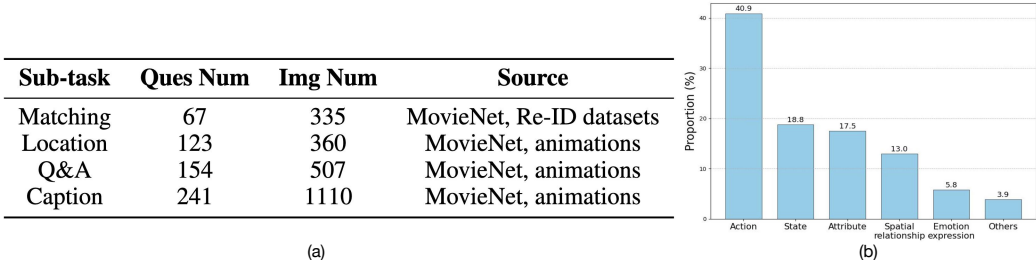 Sub-task Ques Num Img Num Source
Matching 67 335 MovieNet, Re-ID datasets
Location 123 360 MovieNet, animations
Q&A 154 507 MovieNet, animations
Caption 241 1110 MovieNet, animations
(a)
Proportion (%)
40
30
20
10
0
40.9
18.8
17.5
13.0
5.8
3.9
Action State Attribute Spatial relationship Emotion expression Others
(b)